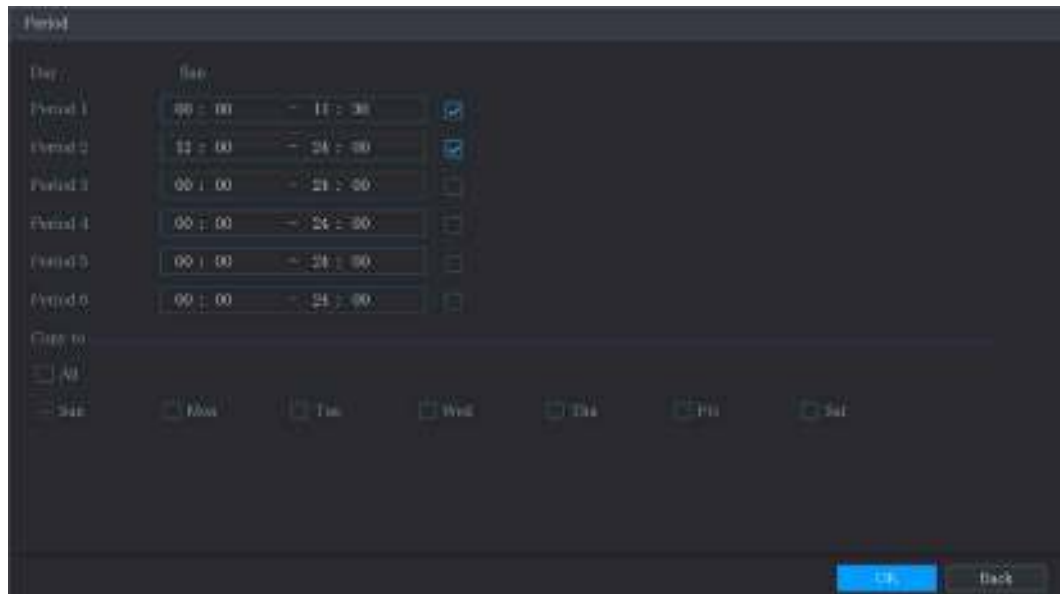 Period
Day Sun
Period 1 00 : 00 - 11 : 30
Period 2 12 : 00 - 24 : 00
Period 3 00 : 00 - 24 : 00
Period 4 00 : 00 - 24 : 00
Period 5 00 : 00 - 24 : 00
Period 6 00 : 00 - 24 : 00
Copy to
All
Sun Mon Tue Wed Thu Fri Sat
OK Back